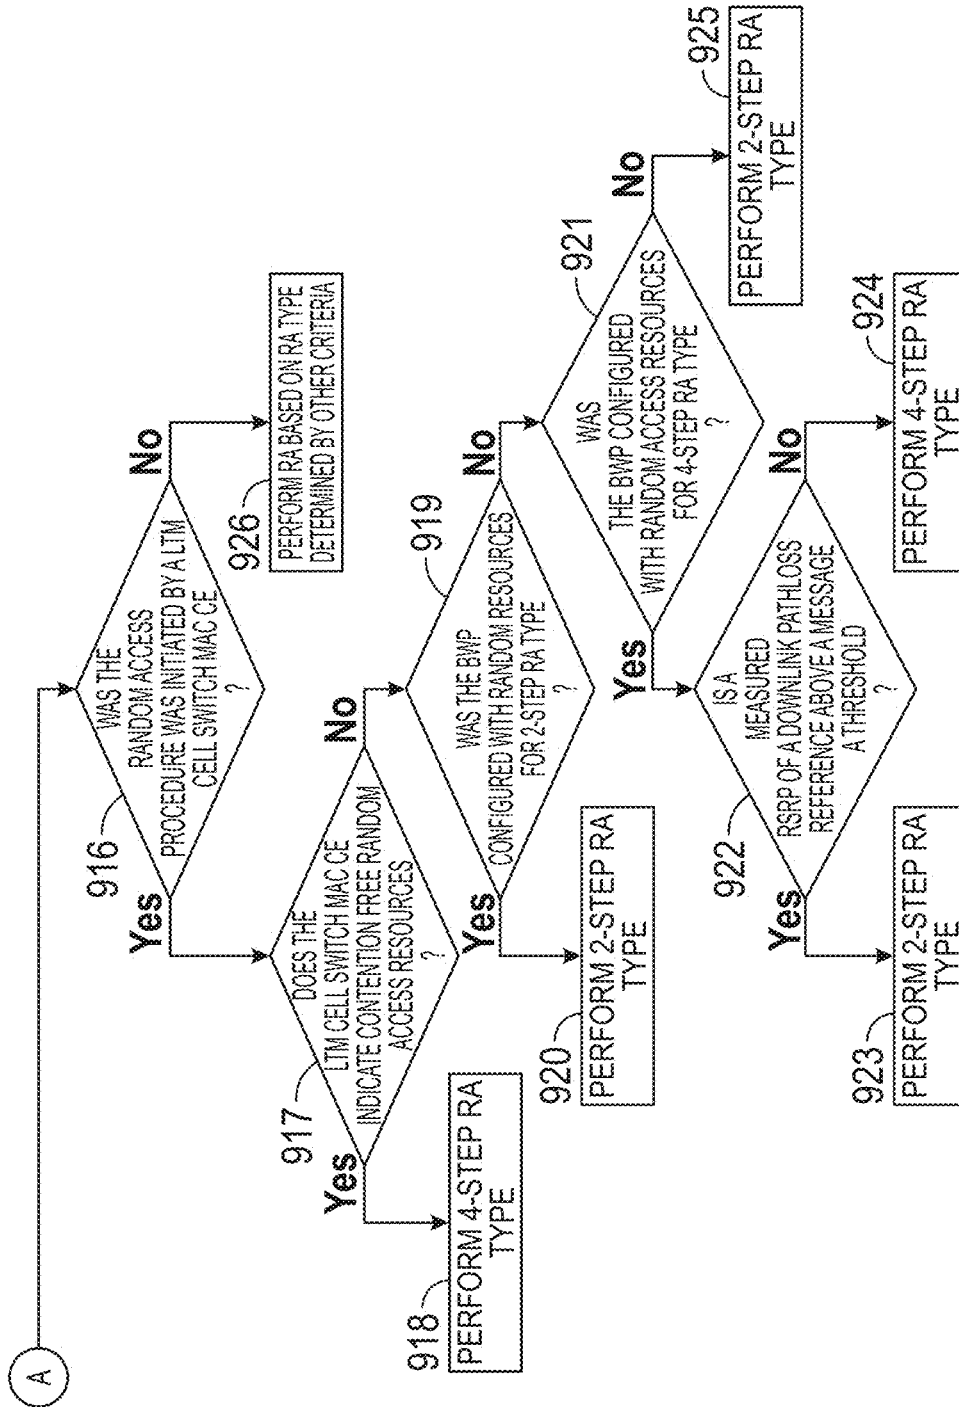 A
916
WAS THE
RANDOM ACCESS
PROCEDURE WAS INITIATED BY A LTM
CELL SWITCH MAC CE
?
Yes
No
926
PERFORM RA BASED ON RA TYPE
DETERMINED BY OTHER CRITERIA
917
DOES THE
LTM CELL SWITCH MAC CE
INDICATE CONTENTION FREE RANDOM
ACCESS RESOURCES
?
Yes
No
918
PERFORM 4-STEP RA
TYPE
919
WAS THE BWP
CONFIGURED WITH RANDOM RESOURCES
FOR 2-STEP RA TYPE
?
Yes
No
920
PERFORM 2-STEP RA
TYPE
921
WAS
THE BWP CONFIGURED
WITH RANDOM ACCESS RESOURCES
FOR 4-STEP RA TYPE
?
Yes
No
925
PERFORM 2-STEP RA
TYPE
922
IS A
MEASURED
RSRP OF A DOWNLINK PATHLOSS
REFERENCE ABOVE A MESSAGE
A THRESHOLD
?
Yes
No
923
PERFORM 2-STEP RA
TYPE
924
PERFORM 4-STEP RA
TYPE